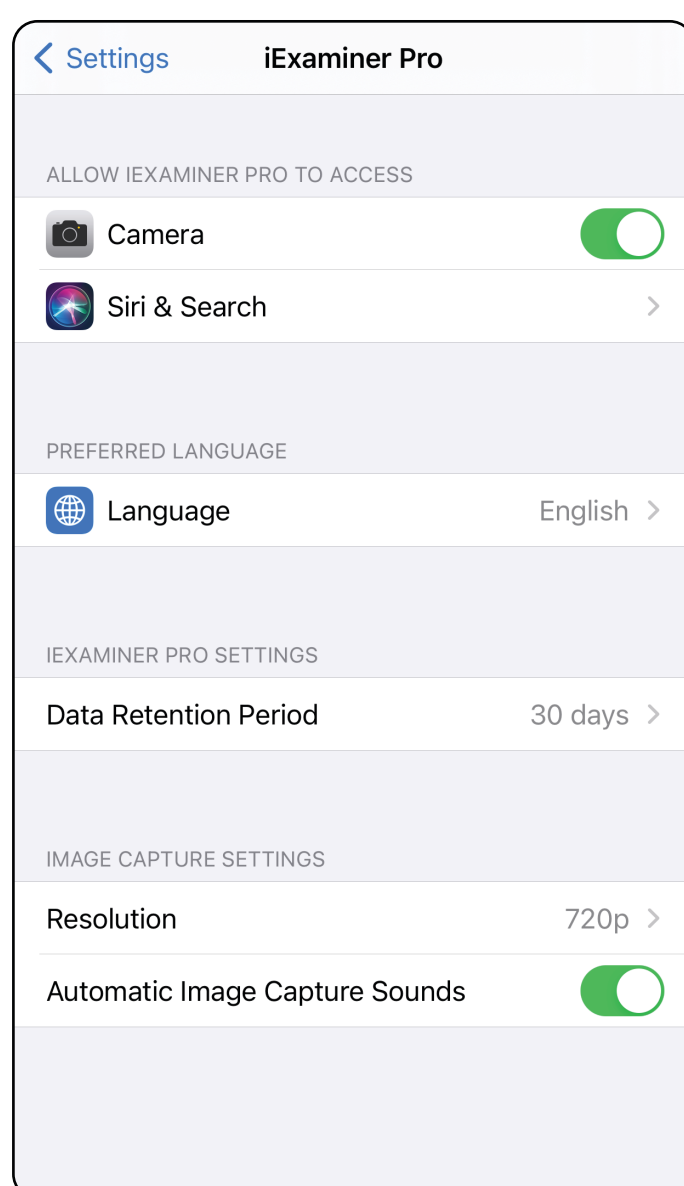 Settings
iExaminer Pro
ALLOW IEXAMINER PRO TO ACCESS
Camera
Siri & Search
PREFERRED LANGUAGE
Language English
IEXAMINER PRO SETTINGS
Data Retention Period 30 days
IMAGE CAPTURE SETTINGS
Resolution 720p
Automatic Image Capture Sounds